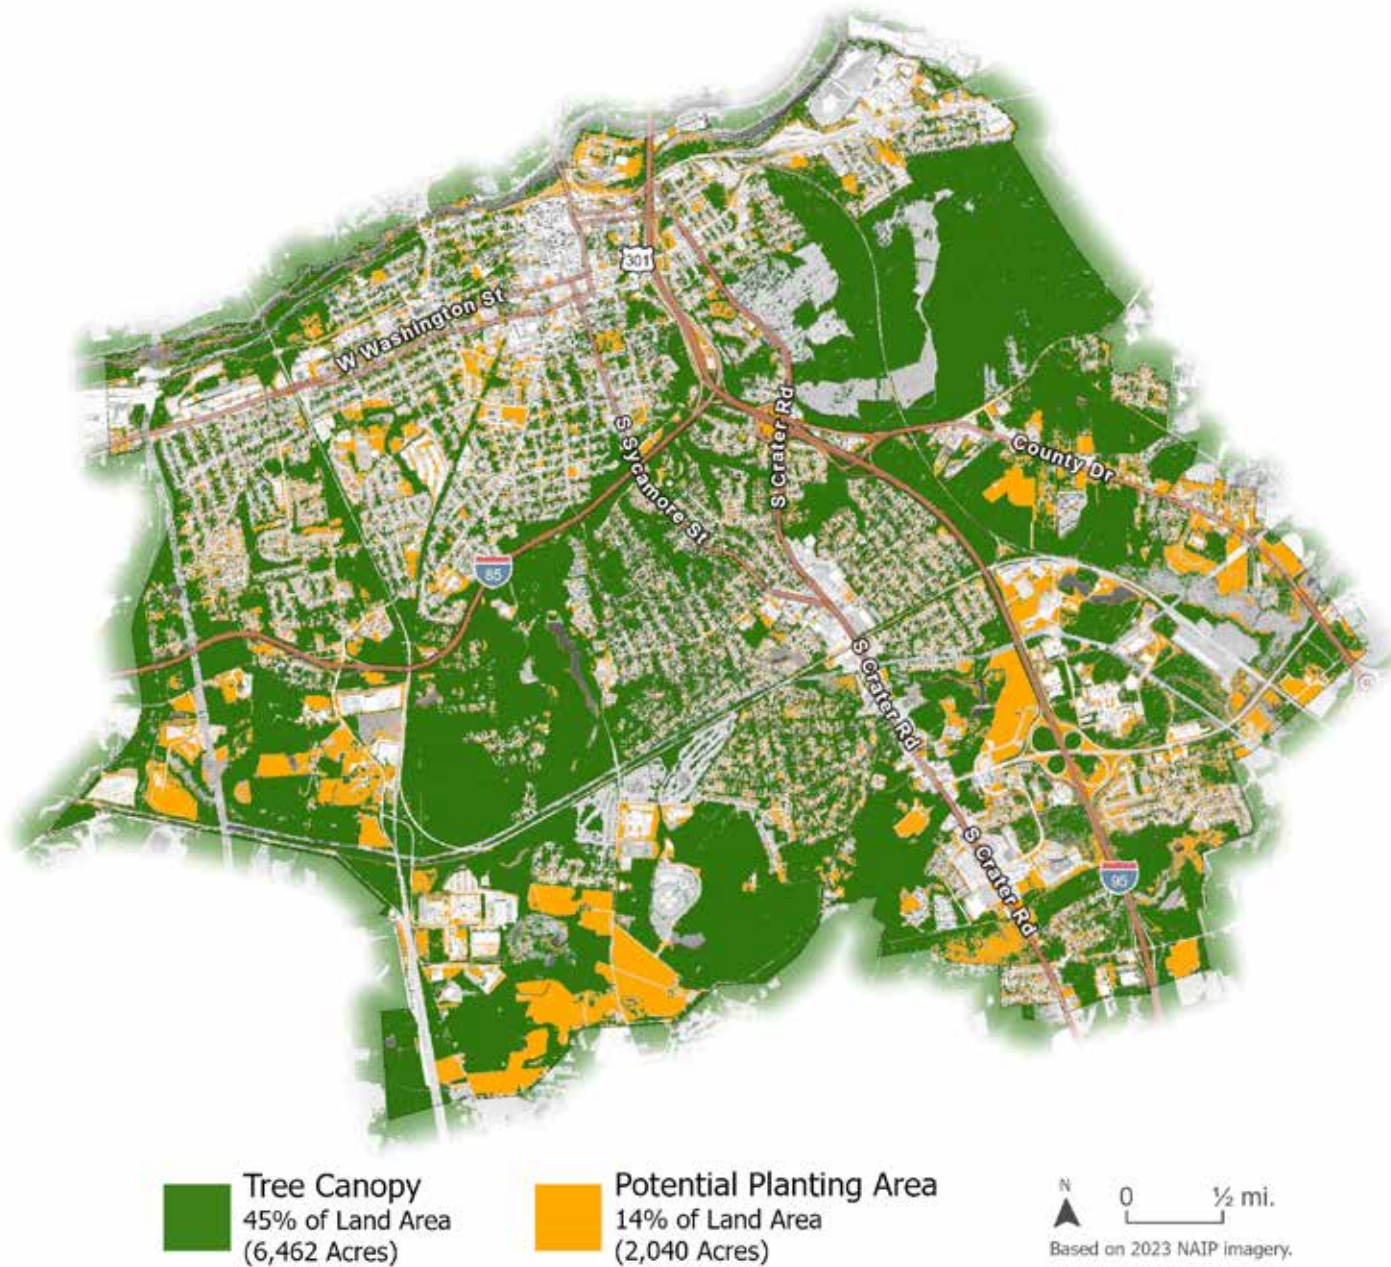 301
W Washington St
S Sycamore St
S Crater Rd
County Dr
85
S Crater Rd
S Crater Rd
95
Tree Canopy
45% of Land Area
(6,462 Acres)
Potential Planting Area
14% of Land Area
(2,040 Acres)
N
0 ½ mi.
Based on 2023 NAIP imagery.